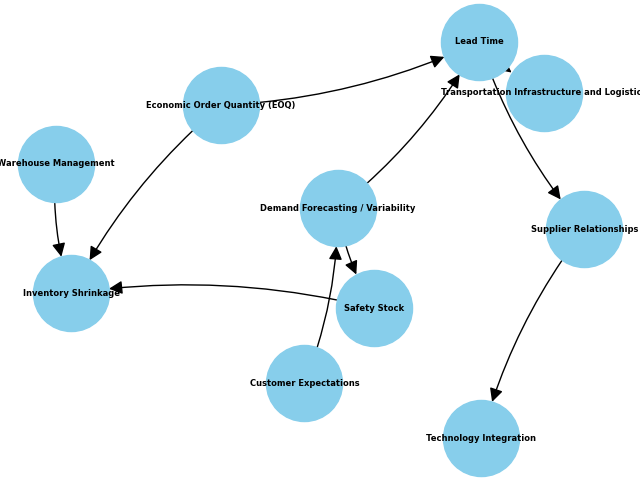 Lead Time
Transportation Infrastructure and Logistic
Economic Order Quantity (EOQ)
Warehouse Management
Demand Forecasting / Variability
Supplier Relationships
Inventory Shrinkage
Safety Stock
Customer Expectations
Technology Integration